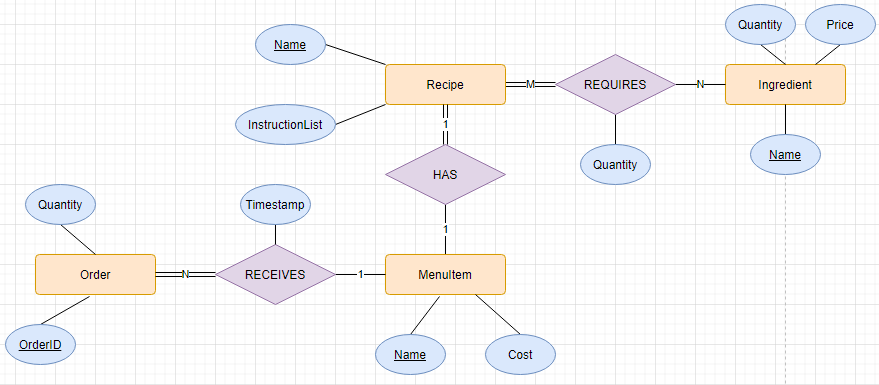 Quantity
Price
Name
Recipe
M
REQUIRES
N
Ingredient
InstructionList
1
Name
Quantity
HAS
Quantity
Timestamp
1
Order
N
RECEIVES
1
MenuItem
OrderID
Name
Cost